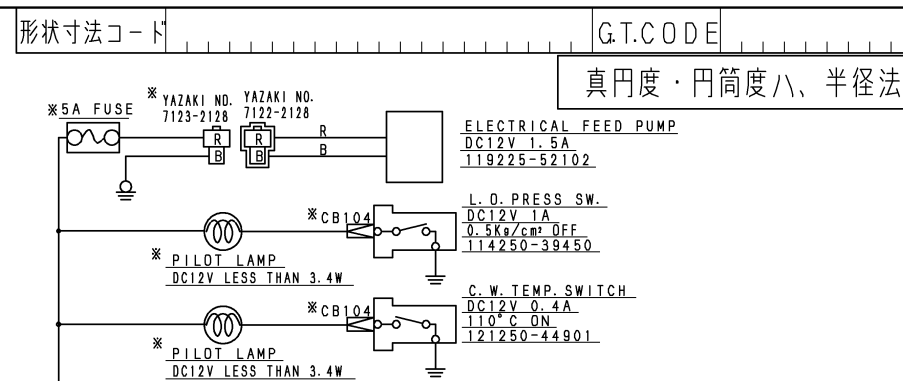 形状寸法コード
G.T.CODE
真円度・円筒度ハ、半径法
※5A FUSE
※ YAZAKI NO.
7123-2128
YAZAKI NO.
7122-2128
R
R
R
B
B
B
ELECTRICAL FEED PUMP
DC12V 1.5A
119225-52102
※CB104
L.O.PRESS SW.
DC12V 1A
0.5Kg/cm² OFF
114250-39450
※ PILOT LAMP
DC12V LESS THAN 3.4W
※CB104
C.W.TEMP.SWITCH
DC12V 0.4A
110°C ON
121250-44901
※ PILOT LAMP
DC12V LESS THAN 3.4W